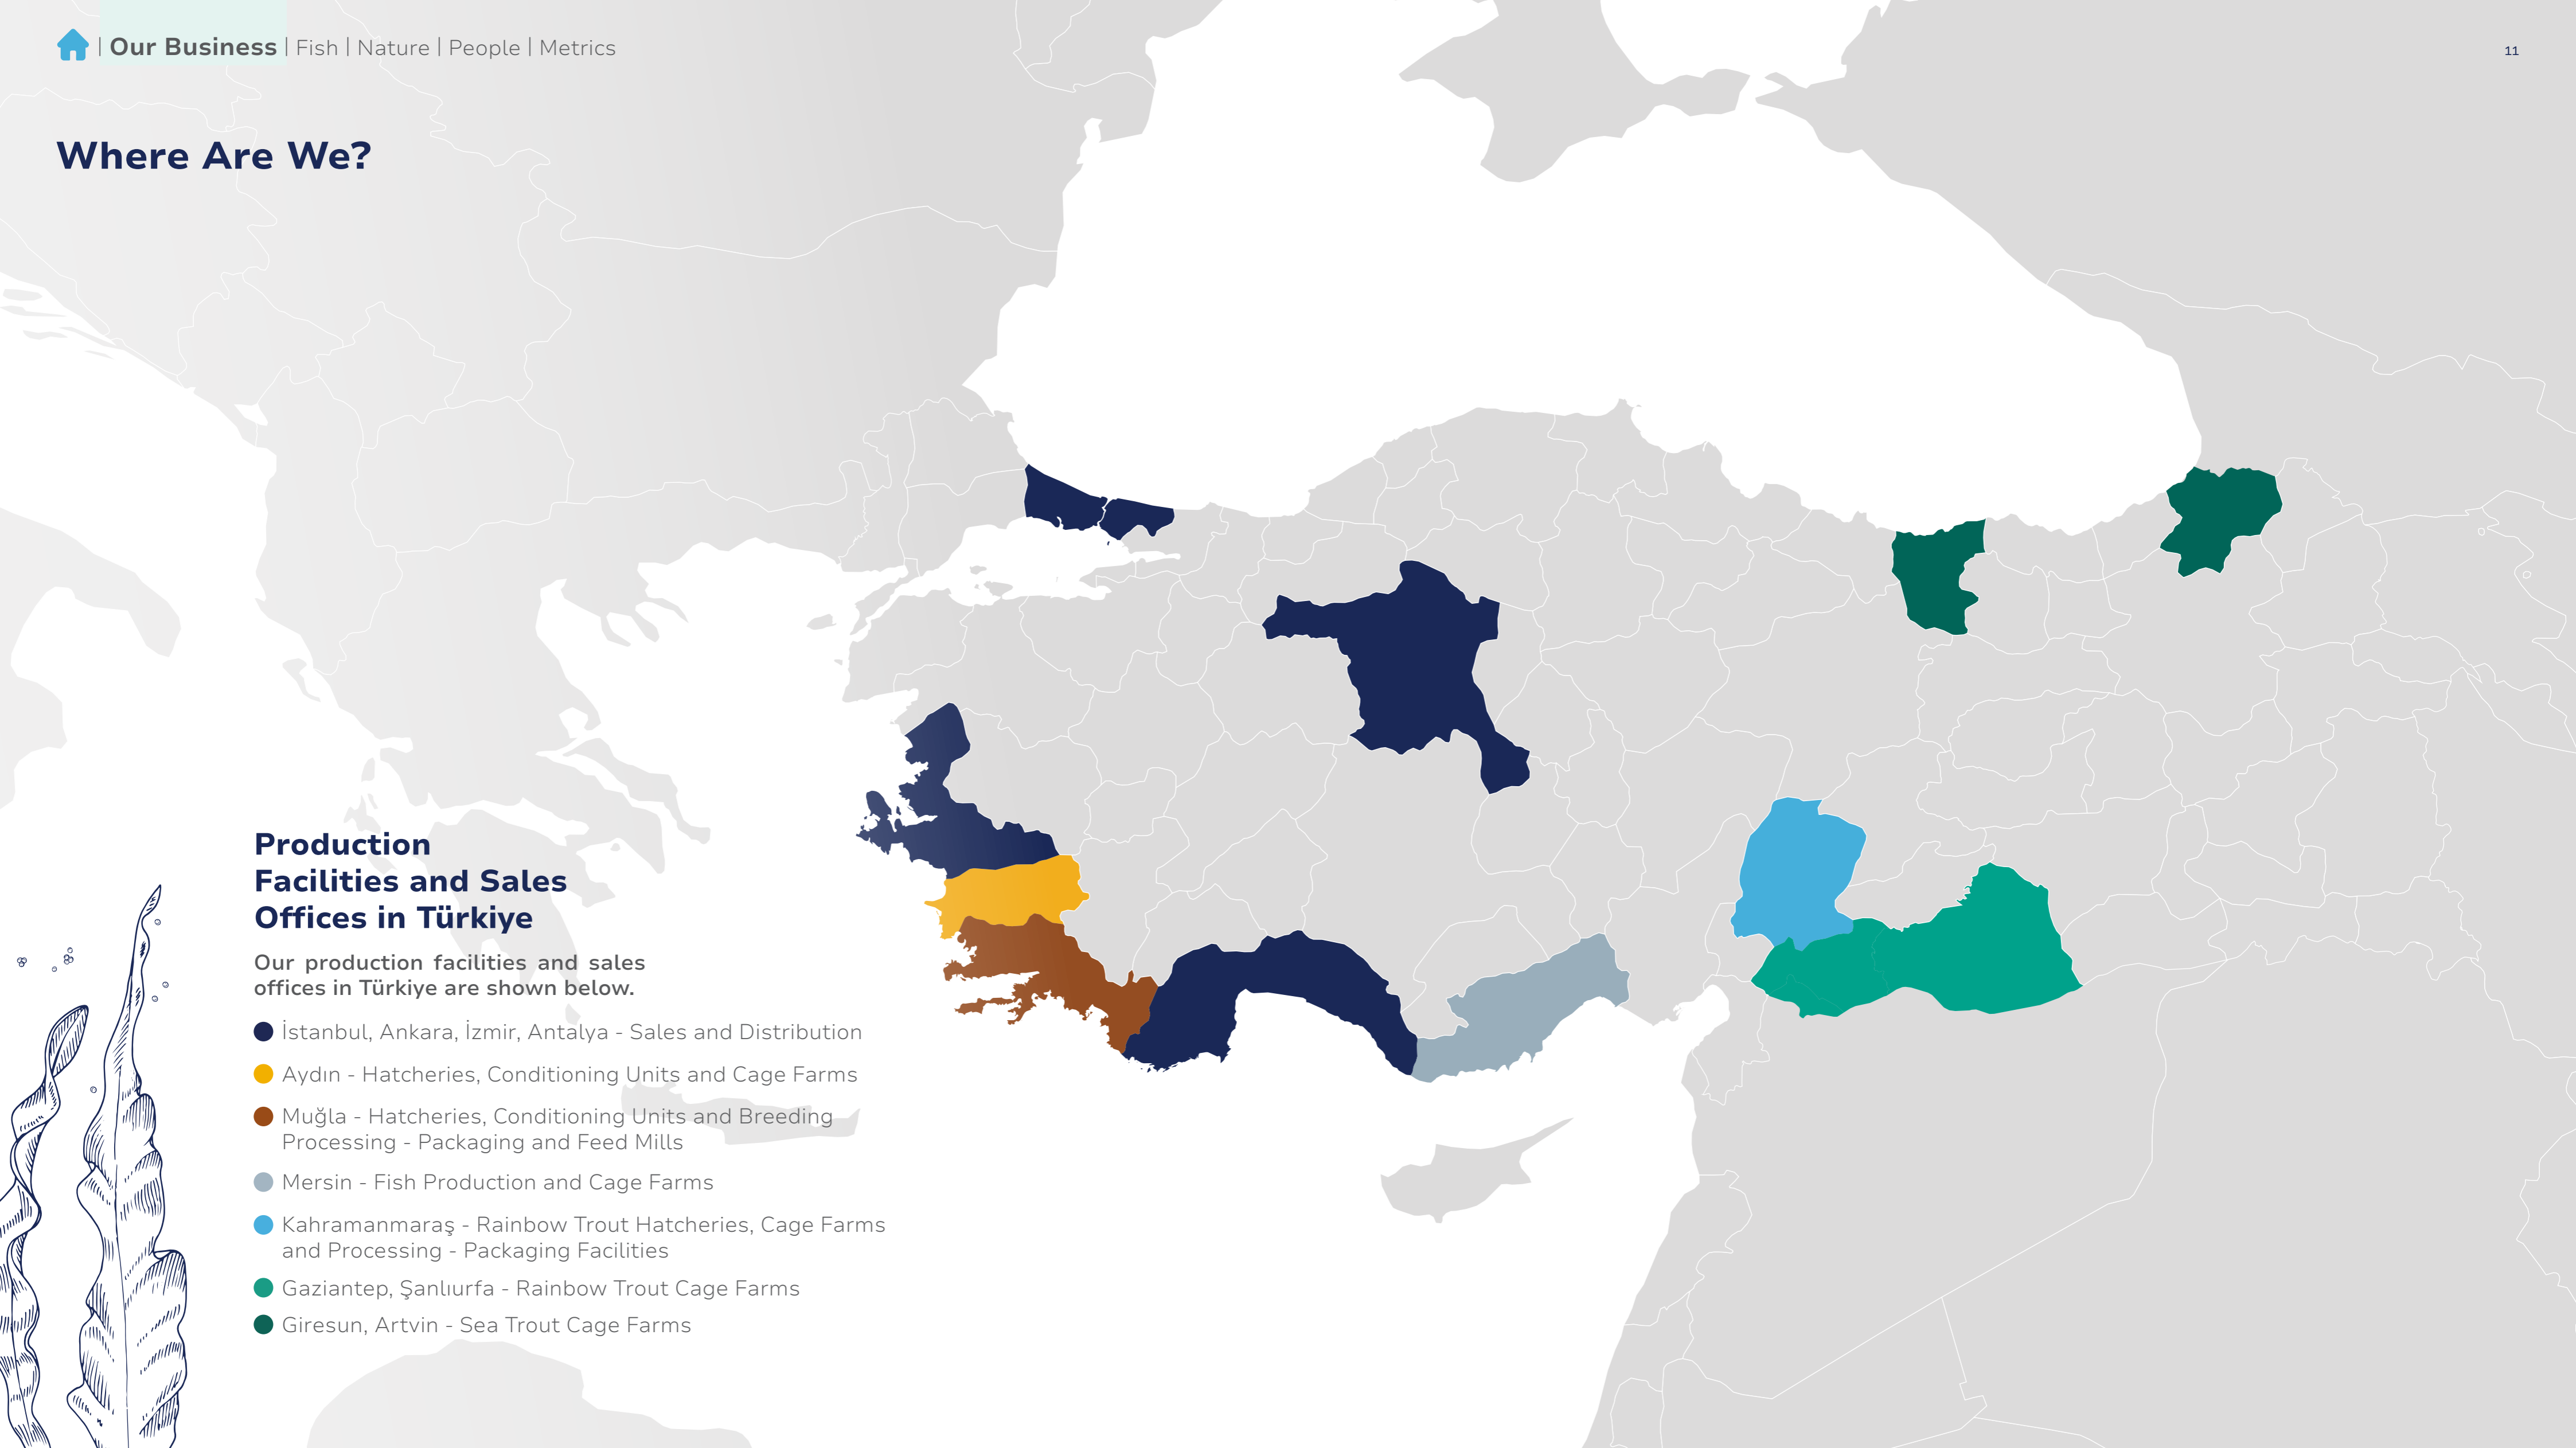 | Our Business | Fish | Nature | People | Metrics
11
Where Are We?
Production
Facilities and Sales
Offices in Türkiye
Our production facilities and sales
offices in Türkiye are shown below.
İstanbul, Ankara, İzmir, Antalya - Sales and Distribution
Aydın - Hatcheries, Conditioning Units and Cage Farms
Muğla - Hatcheries, Conditioning Units and Breeding
Processing - Packaging and Feed Mills
Mersin - Fish Production and Cage Farms
Kahramanmaraş - Rainbow Trout Hatcheries, Cage Farms
and Processing - Packaging Facilities
Gaziantep, Şanlıurfa - Rainbow Trout Cage Farms
Giresun, Artvin - Sea Trout Cage Farms